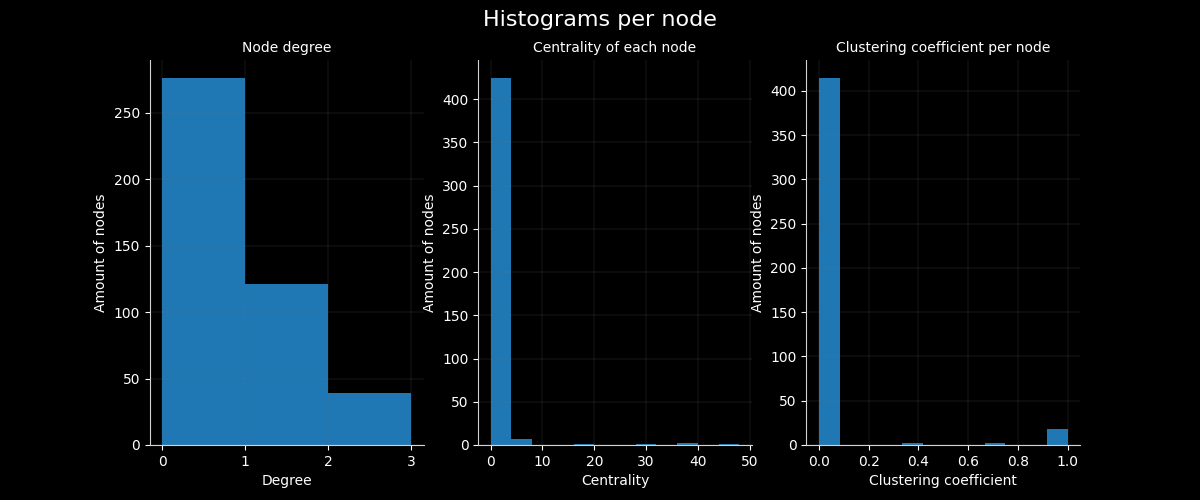 Histograms per node
Node degree
Centrality of each node
Clustering coefficient per node
Amount of nodes
250
200
150
100
50
0
0 1 2 3
Degree
Amount of nodes
400
350
300
250
200
150
100
50
0
0 10 20 30 40 50
Centrality
Amount of nodes
400
350
300
250
200
150
100
50
0
0.0 0.2 0.4 0.6 0.8 1.0
Clustering coefficient